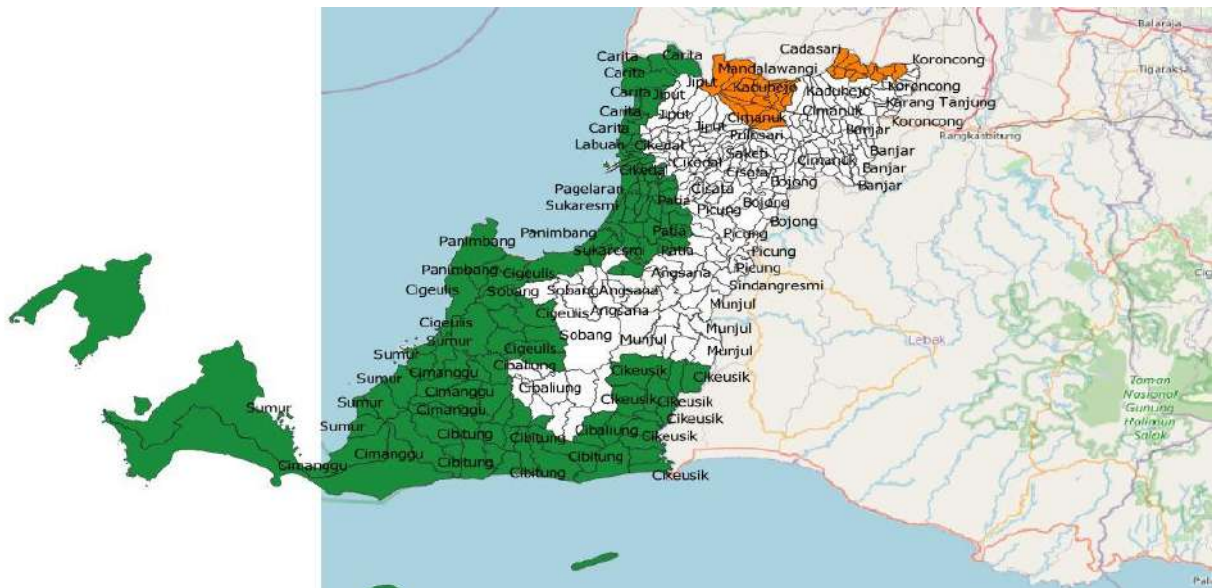 Balaraja
Cadasari
Carita
Carita
Koroncong
Mandalawangi
Tigaraksa
Carita
Jiput
Kaduhejo
Koroncong
Carita
Jiput
Kaduhejo
Karang Tanjung
Carita
Jiput
Cimanuk
Cimanuk
Koroncong
Carita
Jiput
Pulosari
Banjar
Rangkasbitung
Labuan
Cikedal
Saketi
Banjar
Cikedal
Cikedal
Cisata
Cimanuk
Banjar
Pagelaran
Cisata
Bojong
Banjar
Sukaresmi
Patia
Picung
Bojong
Bojong
Panimbang
Patia
Picung
Panimbang
Sukaresmi
Patia
Picung
Panimbang
Cigeulis
Angsana
Picung
Cigeulis
Sobang
Sobang
Angsana
Sindangresmi
Cigeulis
Angsana
Munjul
Cigeulis
Sobang
Munjul
Munjul
Lebak
Sumur
Cigeulis
Munjul
Sumur
Cibaliung
Sumur
Cimanggu
Cikeusik
Cikeusik
Cimanggu
Cibaliung
Taman
Nasional
Gunung
Halimun
Salak
Sumur
Sumur
Cimanggu
Cikeusik
Cikeusik
Sumur
Cibitung
Cibitung
Cibaliung
Cikeusik
Cikeusik
Cimanggu
Cimanggu
Cibitung
Cibitung
Cibitung
Cikeusik